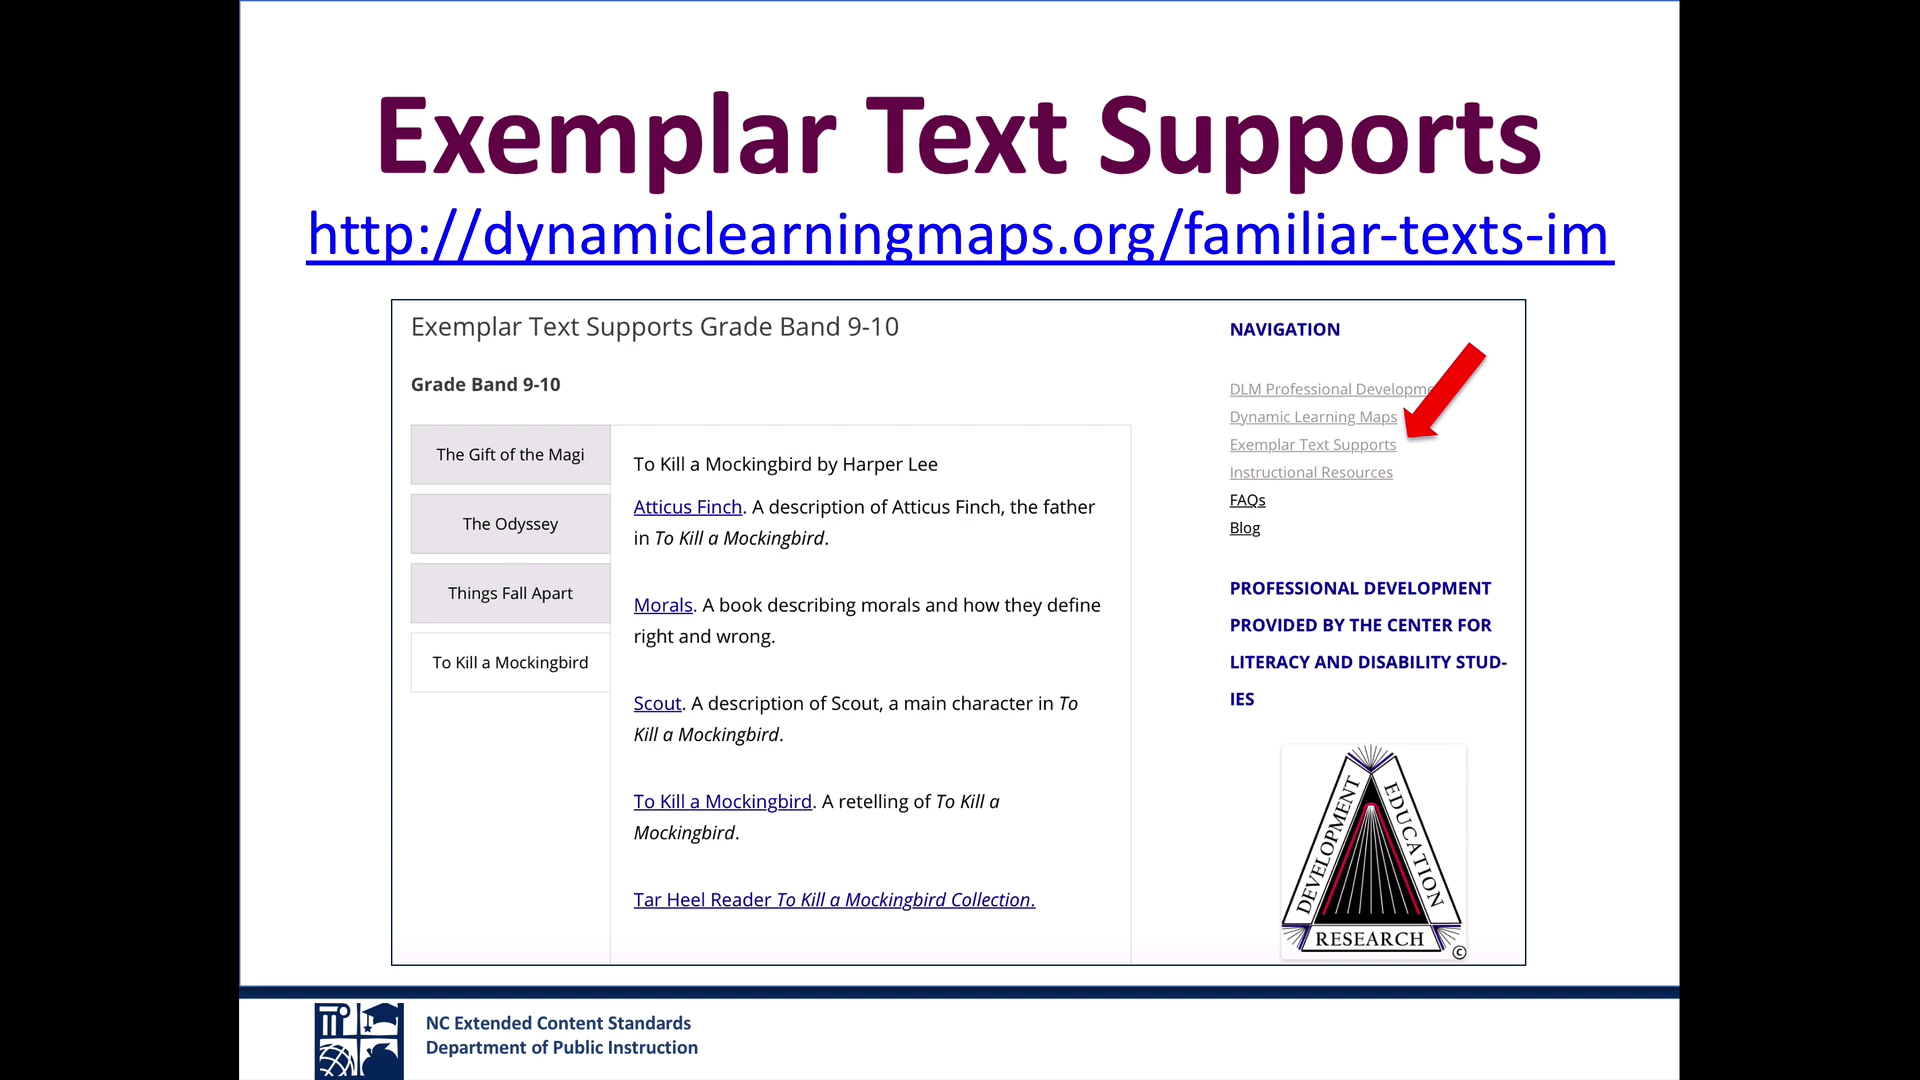 Exemplar Text Supports
http://dynamiclearningmaps.org/familiar-texts-im
Exemplar Text Supports Grade Band 9-10
Grade Band 9-10
The Gift of the Magi
The Odyssey
Things Fall Apart
To Kill a Mockingbird
To Kill a Mockingbird by Harper Lee
Atticus Finch. A description of Atticus Finch, the father
in To Kill a Mockingbird.
Morals. A book describing morals and how they define
right and wrong.
Scout. A description of Scout, a main character in To
Kill a Mockingbird.
To Kill a Mockingbird. A retelling of To Kill a
Mockingbird.
Tar Heel Reader To Kill a Mockingbird Collection.
NAVIGATION
DLM Professional Developme
Dynamic Learning Maps
Exemplar Text Supports
Instructional Resources
FAQs
Blog
PROFESSIONAL DEVELOPMENT
PROVIDED BY THE CENTER FOR
LITERACY AND DISABILITY STUD-
IES
DEVELOPMENT
EDUCATION
RESEARCH
©
NC Extended Content Standards
Department of Public Instruction